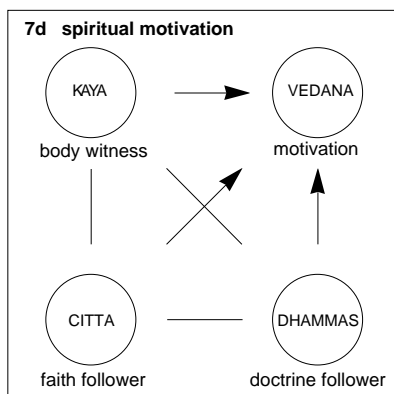 7d spiritual motivation
KAYA
VEDANA
body witness
motivation
CITTA
DHAMMAS
faith follower
doctrine follower